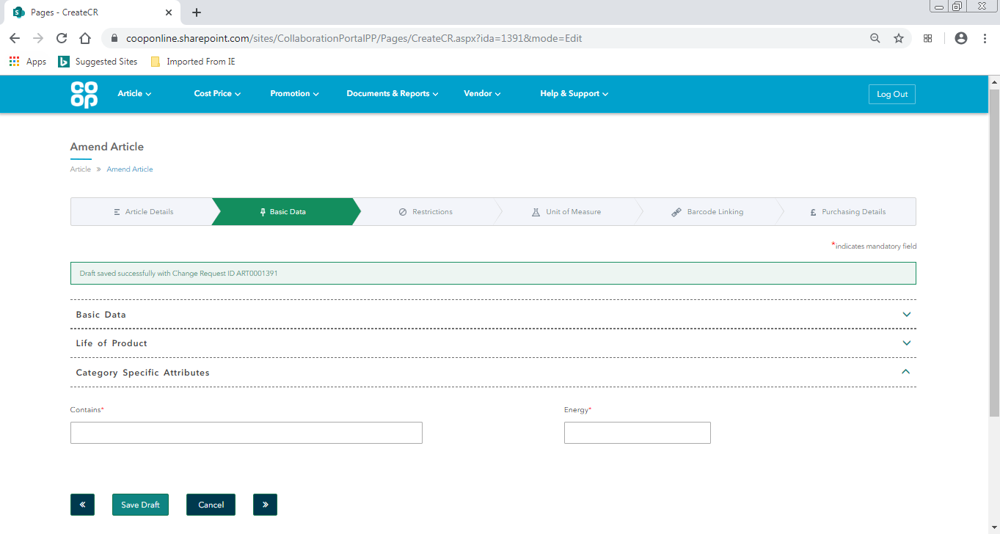 Pages - CreateCR
cooponline.sharepoint.com/sites/CollaborationPortalPP/Pages/CreateCR.aspx?ida=1391&mode=Edit
Apps Suggested Sites Imported From IE
CO
OP
Article Cost Price Promotion Documents & Reports Vendor Help & Support Log Out
Amend Article
Article » Amend Article
Article Details Basic Data Restrictions Unit of Measure Barcode Linking £ Purchasing Details
*indicates mandatory field
Draft saved successfully with Change Request ID ART0001391
Basic Data
Life of Product
Category Specific Attributes
Contains* Energy*
« Save Draft Cancel »